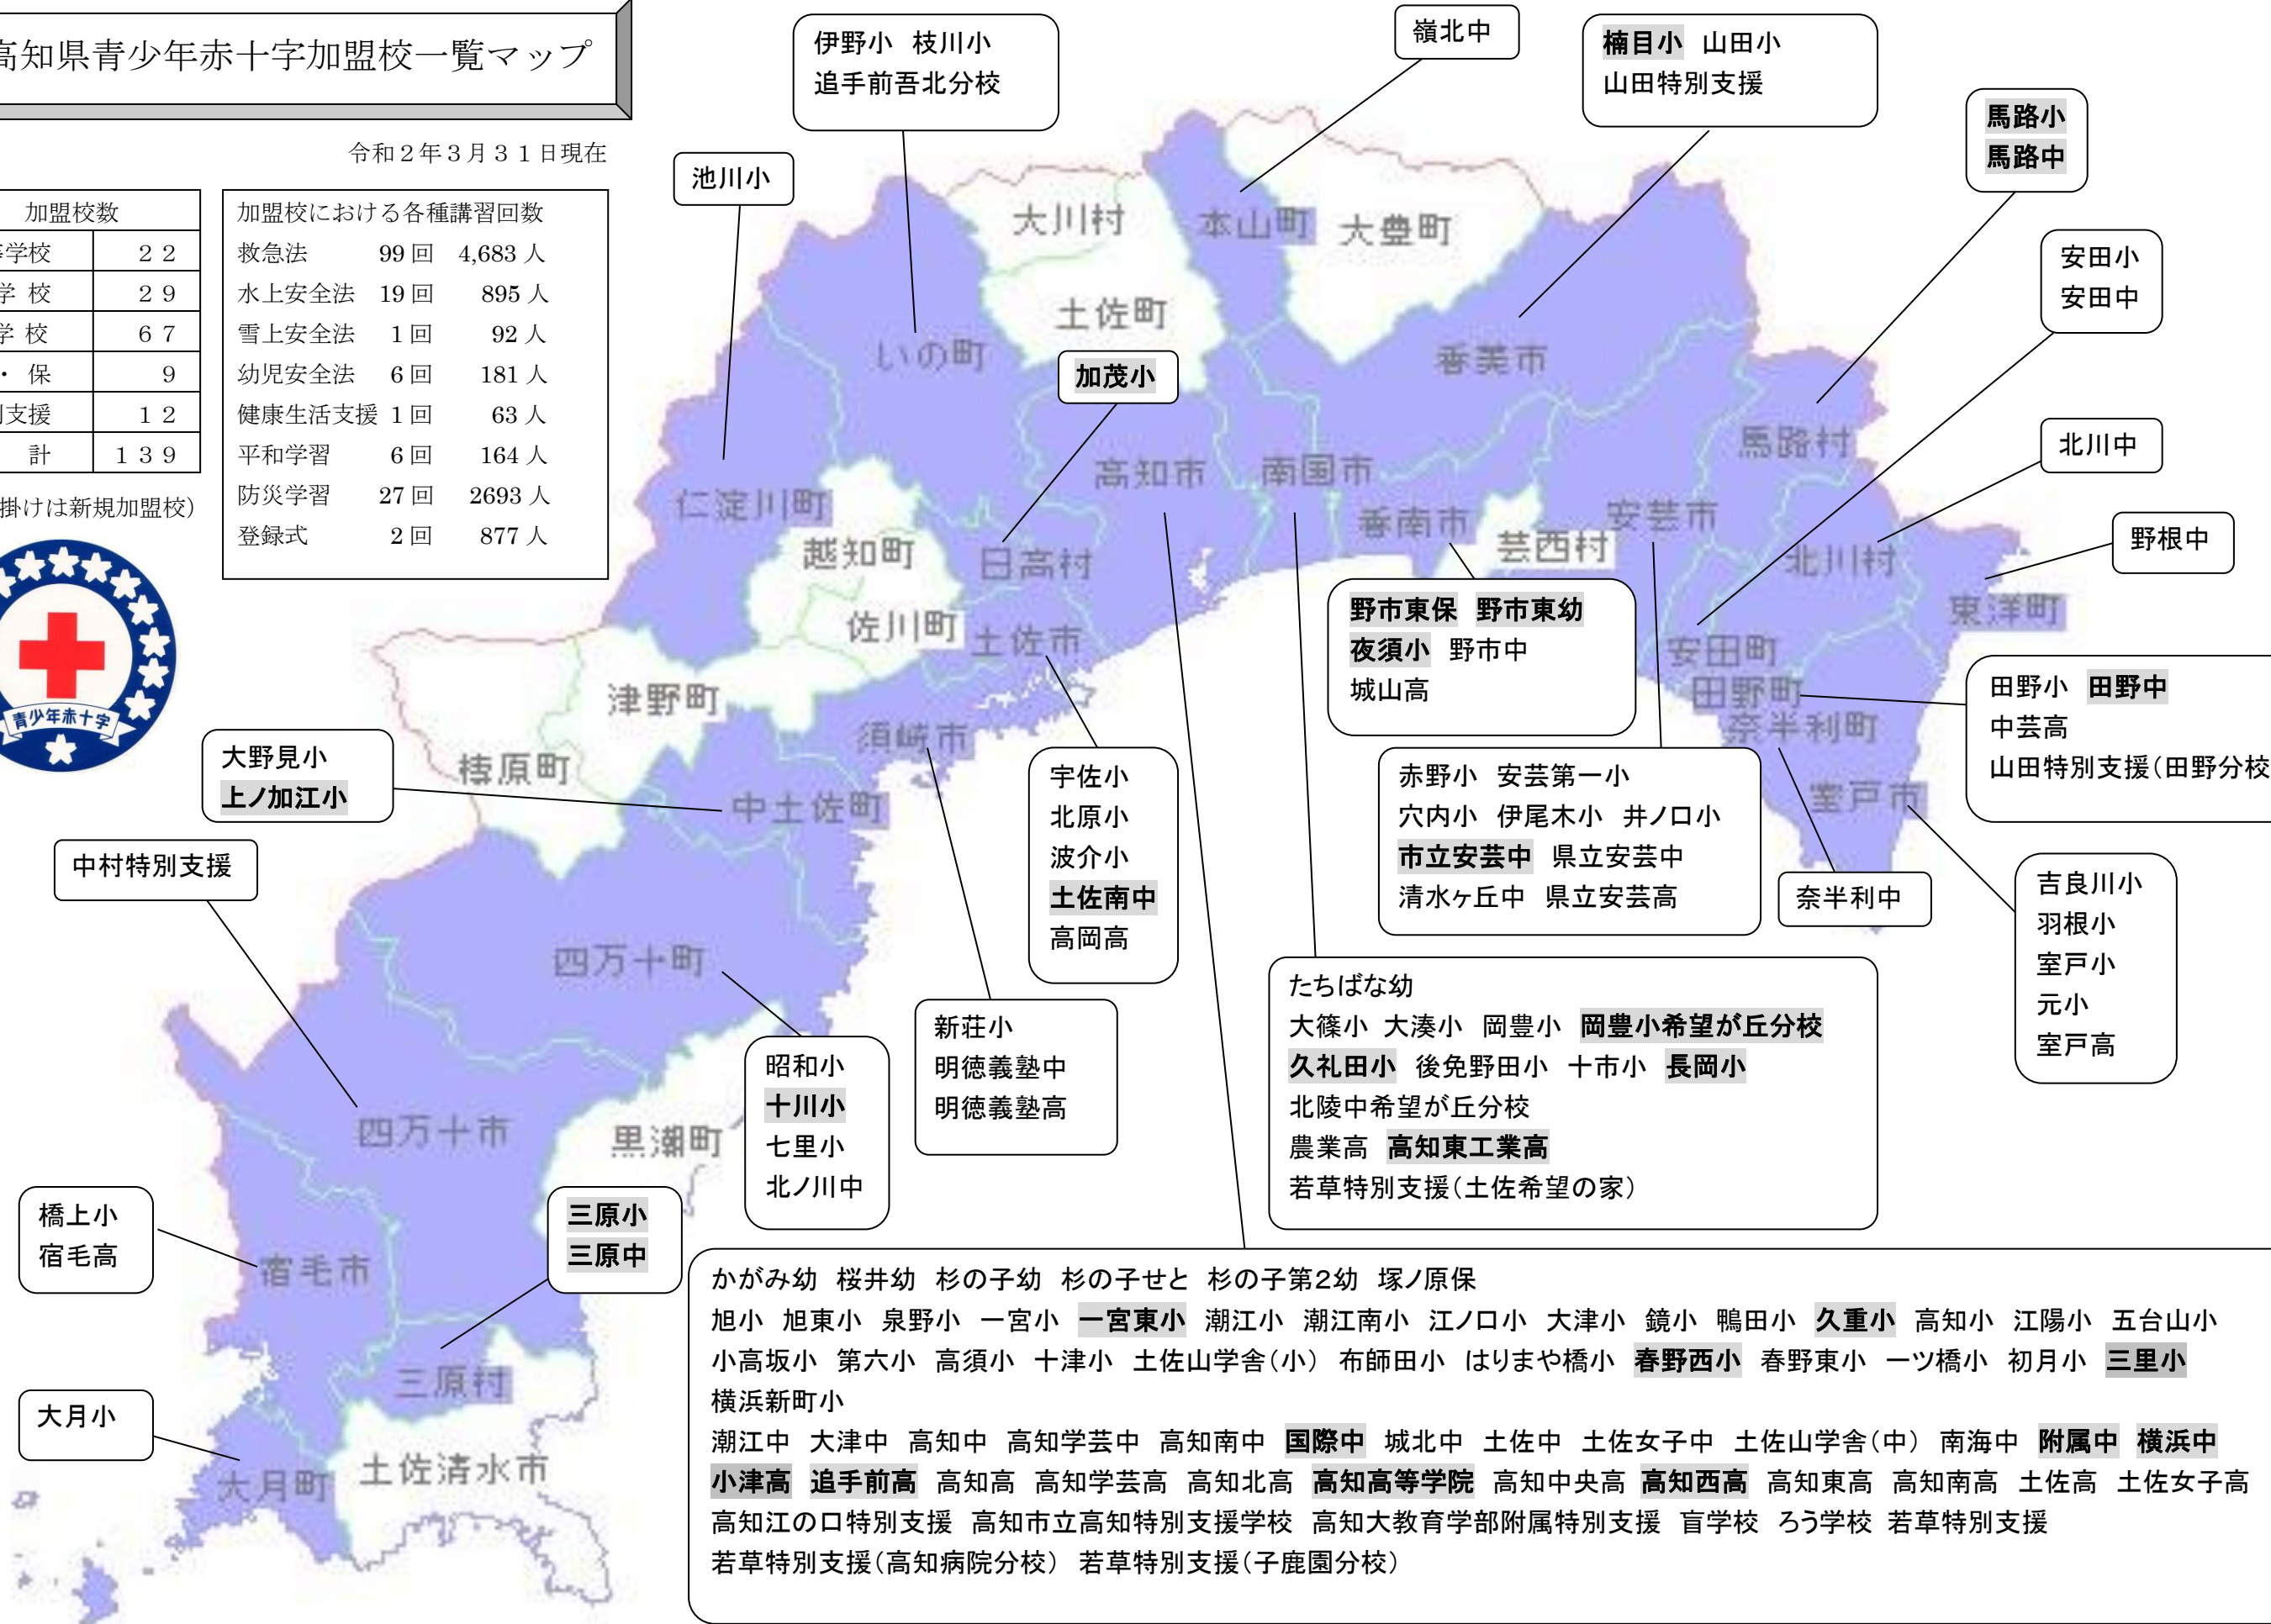 高知県青少年赤十字加盟校一覧マップ
令和２年３月３１日現在
加盟校数
等学校 ２２
学 校 ２９
学 校 ６７
・ 保 ９
別支援 １２
計 １３９
掛けは新規加盟校）
加盟校における各種講習回数
救急法 99回 4,683人
水上安全法 19回 895人
雪上安全法 1回 92人
幼児安全法 6回 181人
健康生活支援 1回 63人
平和学習 6回 164人
防災学習 27回 2693人
登録式 2回 877人
青少年赤十字
伊野小 枝川小
追手前吾北分校
嶺北中
楠目小 山田小
山田特別支援
馬路小
馬路中
池川小
安田小
安田中
加茂小
北川中
野根中
大川村
本山町
大豊町
土佐町
いの町
香美市
馬路村
高知市
南国市
仁淀川町
香南市
安芸市
芸西村
越知町
日高村
北川村
佐川町
土佐市
東洋町
安田町
田野町
奈半利町
津野町
須崎市
梼原町
中土佐町
室戸市
四万十町
四万十市
黒潮町
宿毛市
三原村
大月町
土佐清水市
野市東保 野市東幼
夜須小 野市中
城山高
田野小 田野中
中芸高
山田特別支援（田野分校
大野見小
上ノ加江小
宇佐小
北原小
波介小
土佐南中
高岡高
赤野小 安芸第一小
穴内小 伊尾木小 井ノ口小
市立安芸中 県立安芸中
清水ヶ丘中 県立安芸高
奈半利中
吉良川小
羽根小
室戸小
元小
室戸高
中村特別支援
たちばな幼
大篠小 大湊小 岡豊小 岡豊小希望が丘分校
久礼田小 後免野田小 十市小 長岡小
北陵中希望が丘分校
農業高 高知東工業高
若草特別支援（土佐希望の家）
新荘小
明徳義塾中
明徳義塾高
昭和小
十川小
七里小
北ノ川中
橋上小
宿毛高
三原小
三原中
大月小
かがみ幼 桜井幼 杉の子幼 杉の子せと 杉の子第２幼 塚ノ原保
旭小 旭東小 泉野小 一宮小 一宮東小 潮江小 潮江南小 江ノ口小 大津小 鏡小 鴨田小 久重小 高知小 江陽小 五台山小
小高坂小 第六小 高須小 十津小 土佐山学舎（小） 布師田小 はりまや橋小 春野西小 春野東小 一ツ橋小 初月小 三里小
横浜新町小
潮江中 大津中 高知中 高知学芸中 高知南中 国際中 城北中 土佐中 土佐女子中 土佐山学舎（中） 南海中 附属中 横浜中
小津高 追手前高 高知高 高知学芸高 高知北高 高知高等学院 高知中央高 高知西高 高知東高 高知南高 土佐高 土佐女子高
高知江の口特別支援 高知市立高知特別支援学校 高知大教育学部附属特別支援 盲学校 ろう学校 若草特別支援
若草特別支援（高知病院分校） 若草特別支援（子鹿園分校）